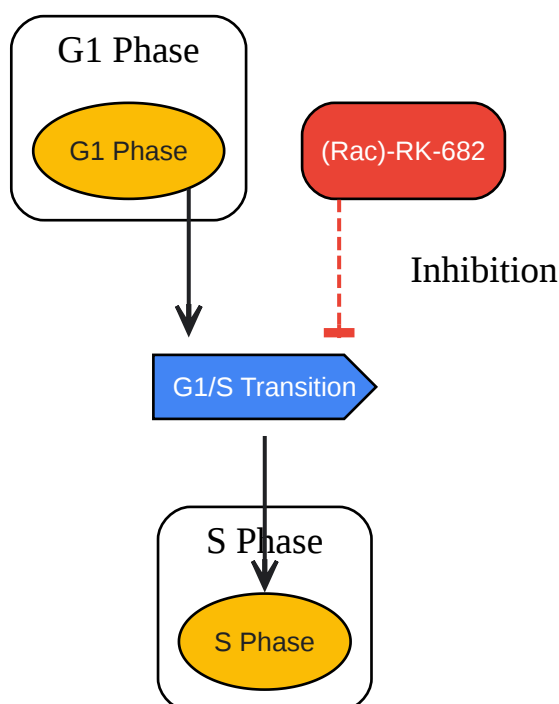 G1 Phase
G1 Phase
(Rac)-RK-682
Inhibition
G1/S Transition
S Phase
S Phase